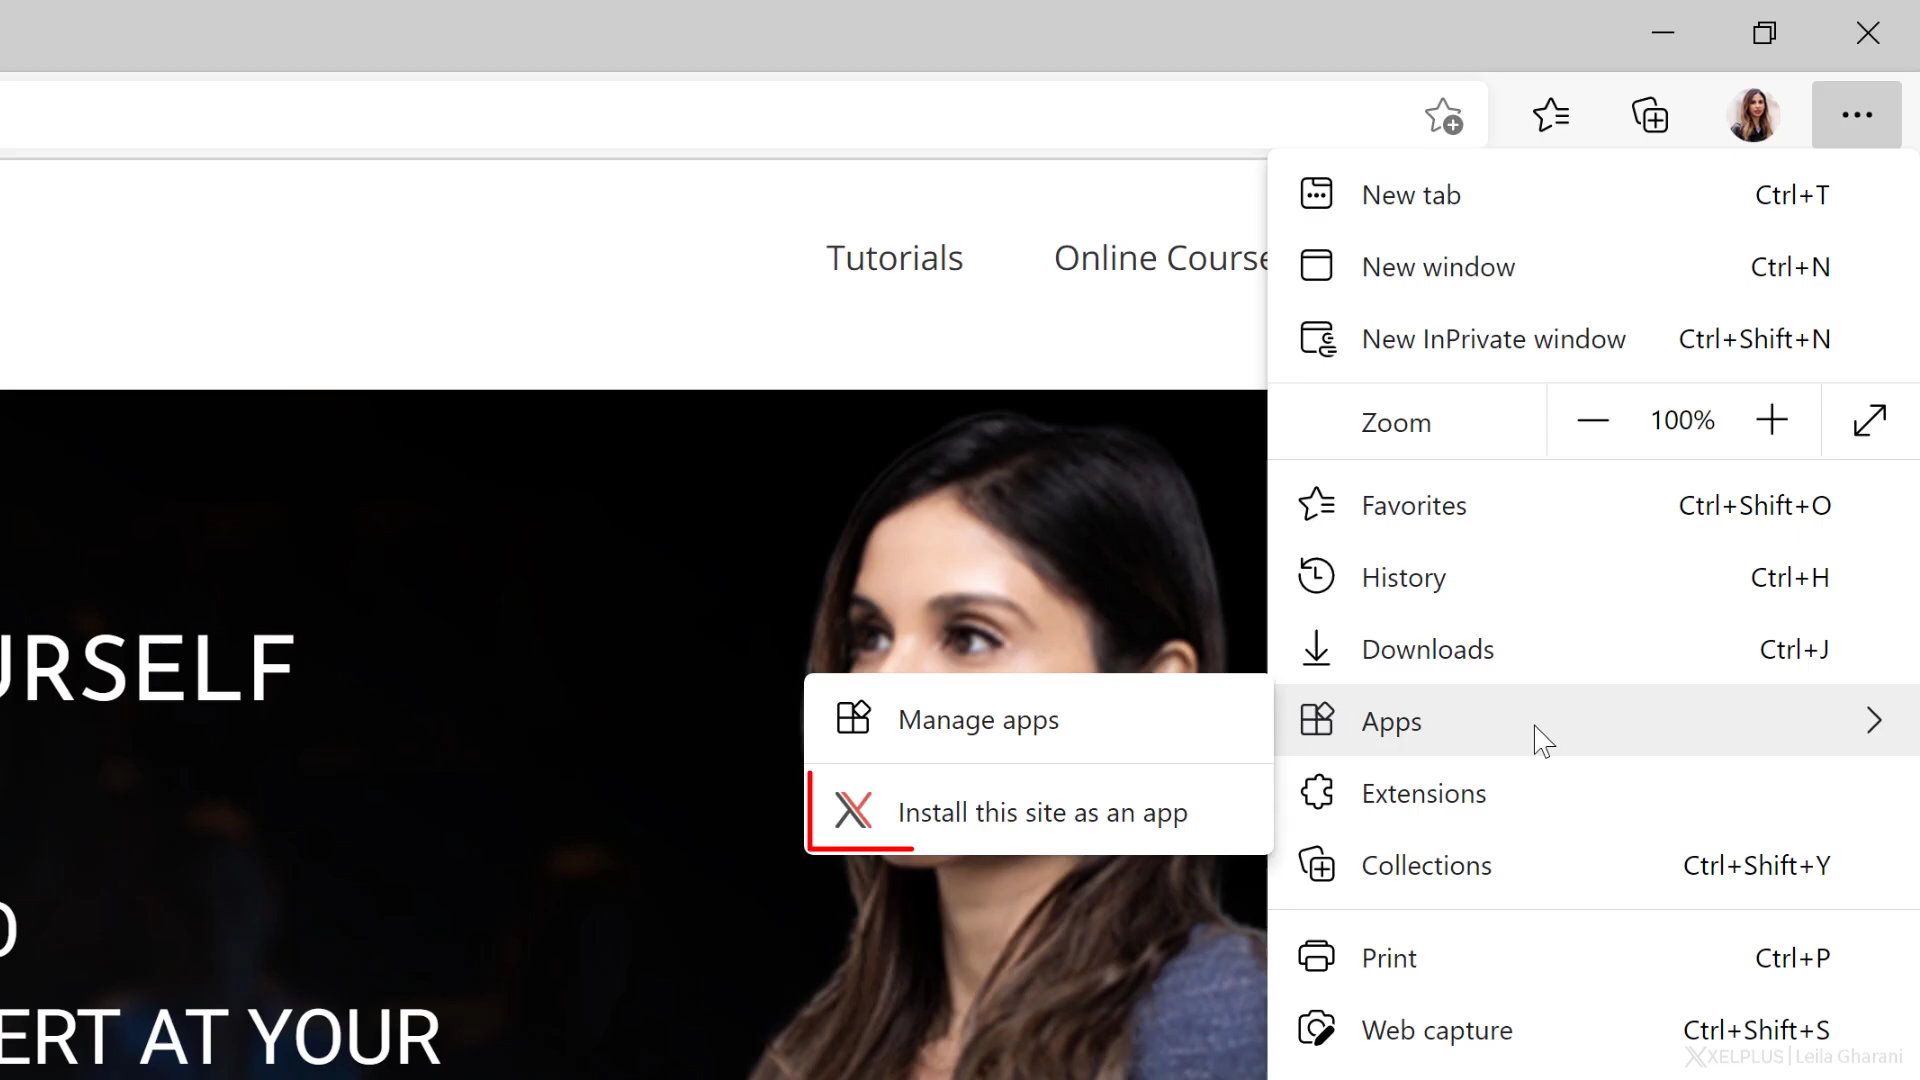 Tutorials
Online Course
New tab Ctrl+T
New window Ctrl+N
New InPrivate window Ctrl+Shift+N
Zoom 100%
Favorites Ctrl+Shift+O
History Ctrl+H
Downloads Ctrl+J
Apps
Manage apps
Install this site as an app
Extensions
Collections Ctrl+Shift+Y
Print Ctrl+P
Web capture Ctrl+Shift+S
URSELF
O
ERT AT YOUR
XELPLUS | Leila Gharani